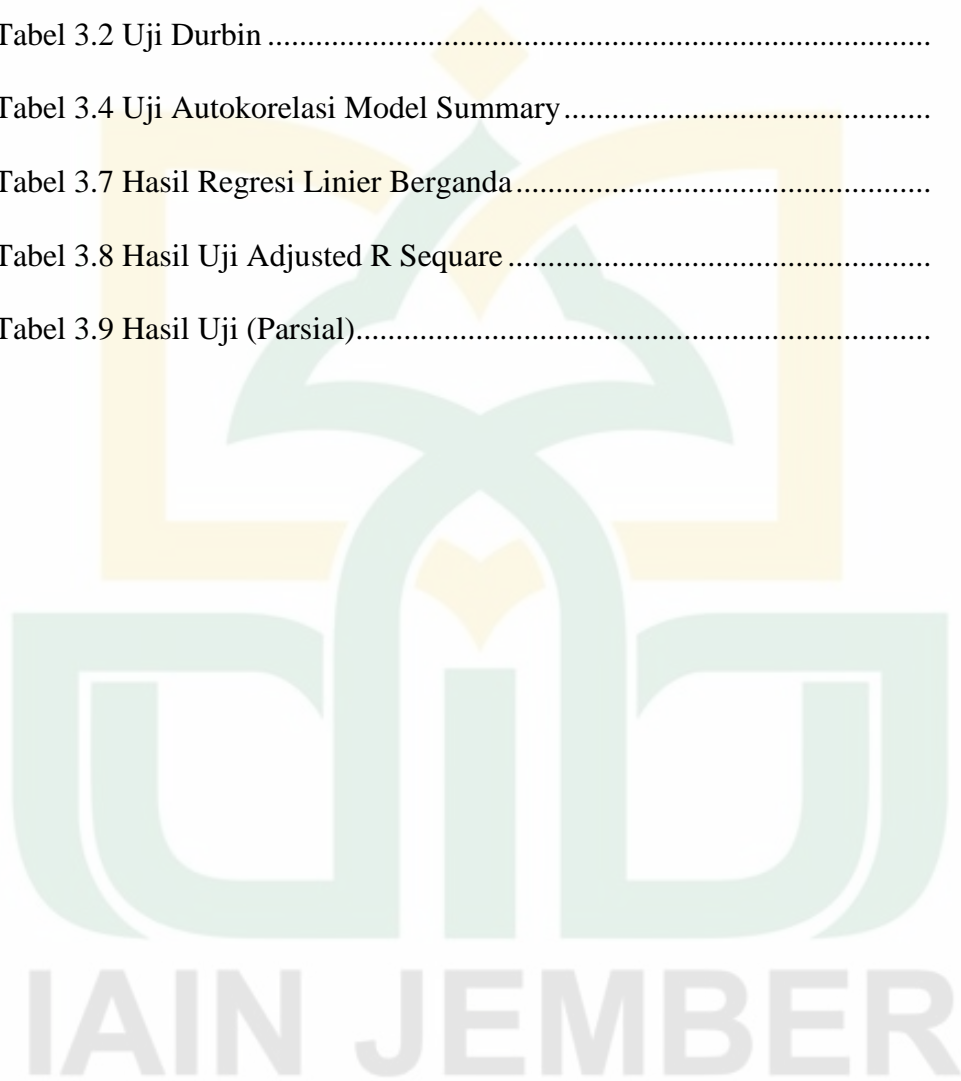 Tabel 3.2 Uji Durbin ..................................................................................
Tabel 3.4 Uji Autokorelasi Model Summary .............................................
Tabel 3.7 Hasil Regresi Linier Berganda ...................................................
Tabel 3.8 Hasil Uji Adjusted R Sequare ....................................................
Tabel 3.9 Hasil Uji (Parsial).......................................................................
IAIN JEMBER